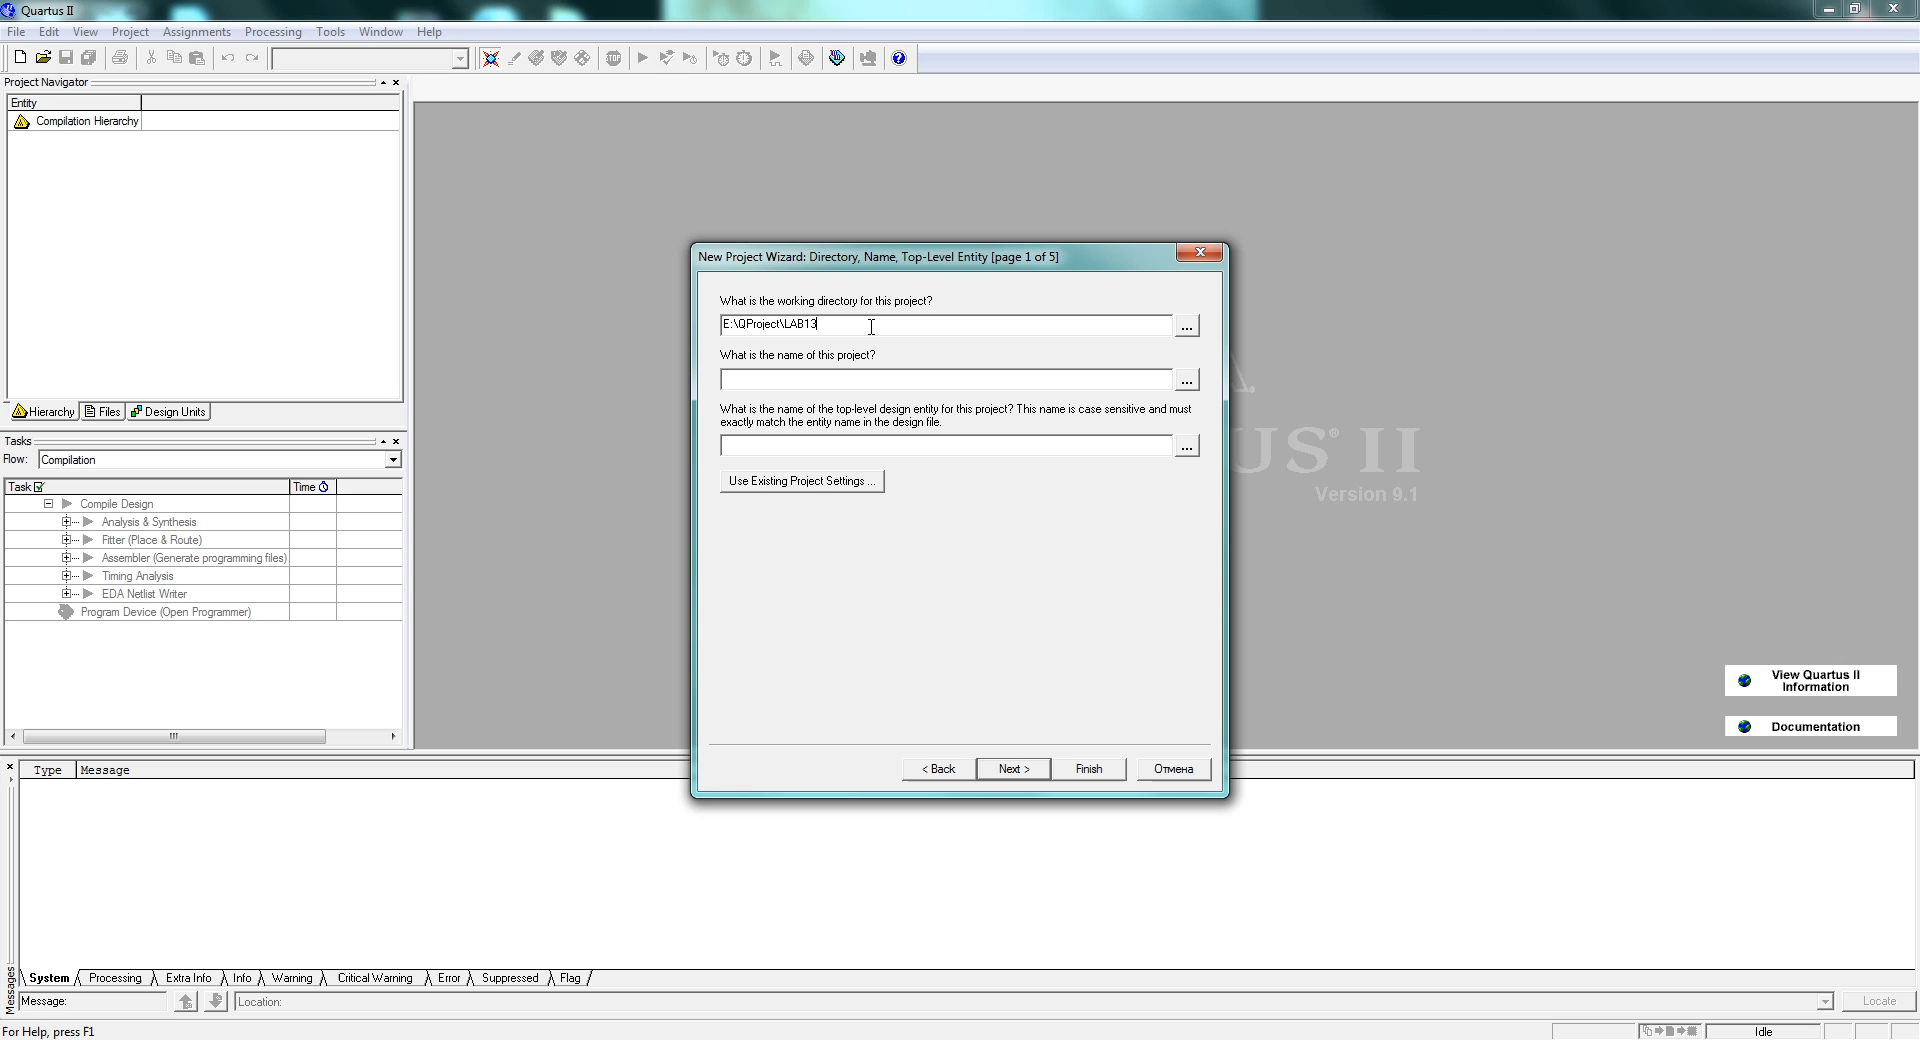 Quartus II
File Edit View Project Assignments Processing Tools Window Help
Project Navigator
Entity
Compilation Hierarchy
Hierarchy Files Design Units
Tasks
Flow: Compilation
Task Time
Compile Design
Analysis & Synthesis
Fitter (Place & Route)
Assembler (Generate programming files)
Timing Analysis
EDA Netlist Writer
Program Device (Open Programmer)
New Project Wizard: Directory, Name, Top-Level Entity [page 1 of 5]
What is the working directory for this project?
E:\QProject\LAB13
...
What is the name of this project?
...
What is the name of the top-level design entity for this project? This name is case sensitive and must
exactly match the entity name in the design file.
...
Use Existing Project Settings ...
< Back Next > Finish Отмена
US® II
Version 9.1
View Quartus II
Information
Documentation
Type Message
System Processing Extra Info Info Warning Critical Warning Error Suppressed Flag
Messages
Message: Location: Locate
For Help, press F1
Idle